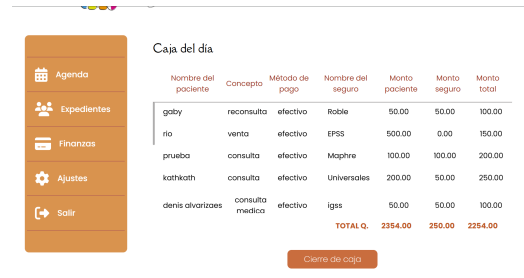 Caja del día
Agenda
Expedientes
Finanzas
Ajustes
Salir
Nombre del paciente Concepto Método de pago Nombre del seguro Monto paciente Monto seguro Monto total
gaby reconsulta efectivo Roble 50.00 50.00 100.00
rio venta efectivo EPSS 500.00 0.00 150.00
prueba consulta efectivo Maphre 100.00 100.00 200.00
kathkath consulta efectivo Universales 200.00 50.00 250.00
denis alvarizaes consulta medica efectivo igss 50.00 50.00 100.00
TOTAL Q. 2354.00 250.00 2254.00
Cierre de caja